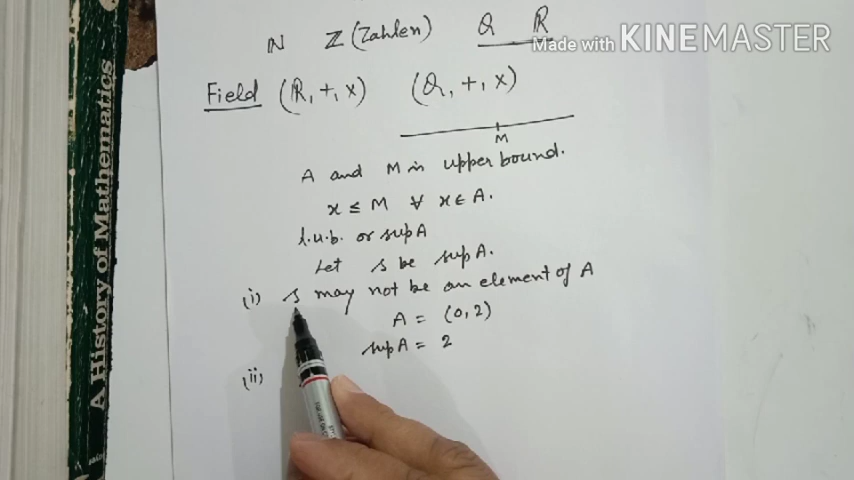 A History of Mathematics
ℕ ℤ (Zahlen) ℚ ℝ
Made with KINEMASTER
Field (ℝ, +, ×) (ℚ, +, ×)
M
A and M is upper bound.
x ≤ M ∀ x ∈ A.
l.u.b. or sup A
Let s be sup A.
(i) s may not be an element of A
A = (0, 2)
sup A = 2
(ii)